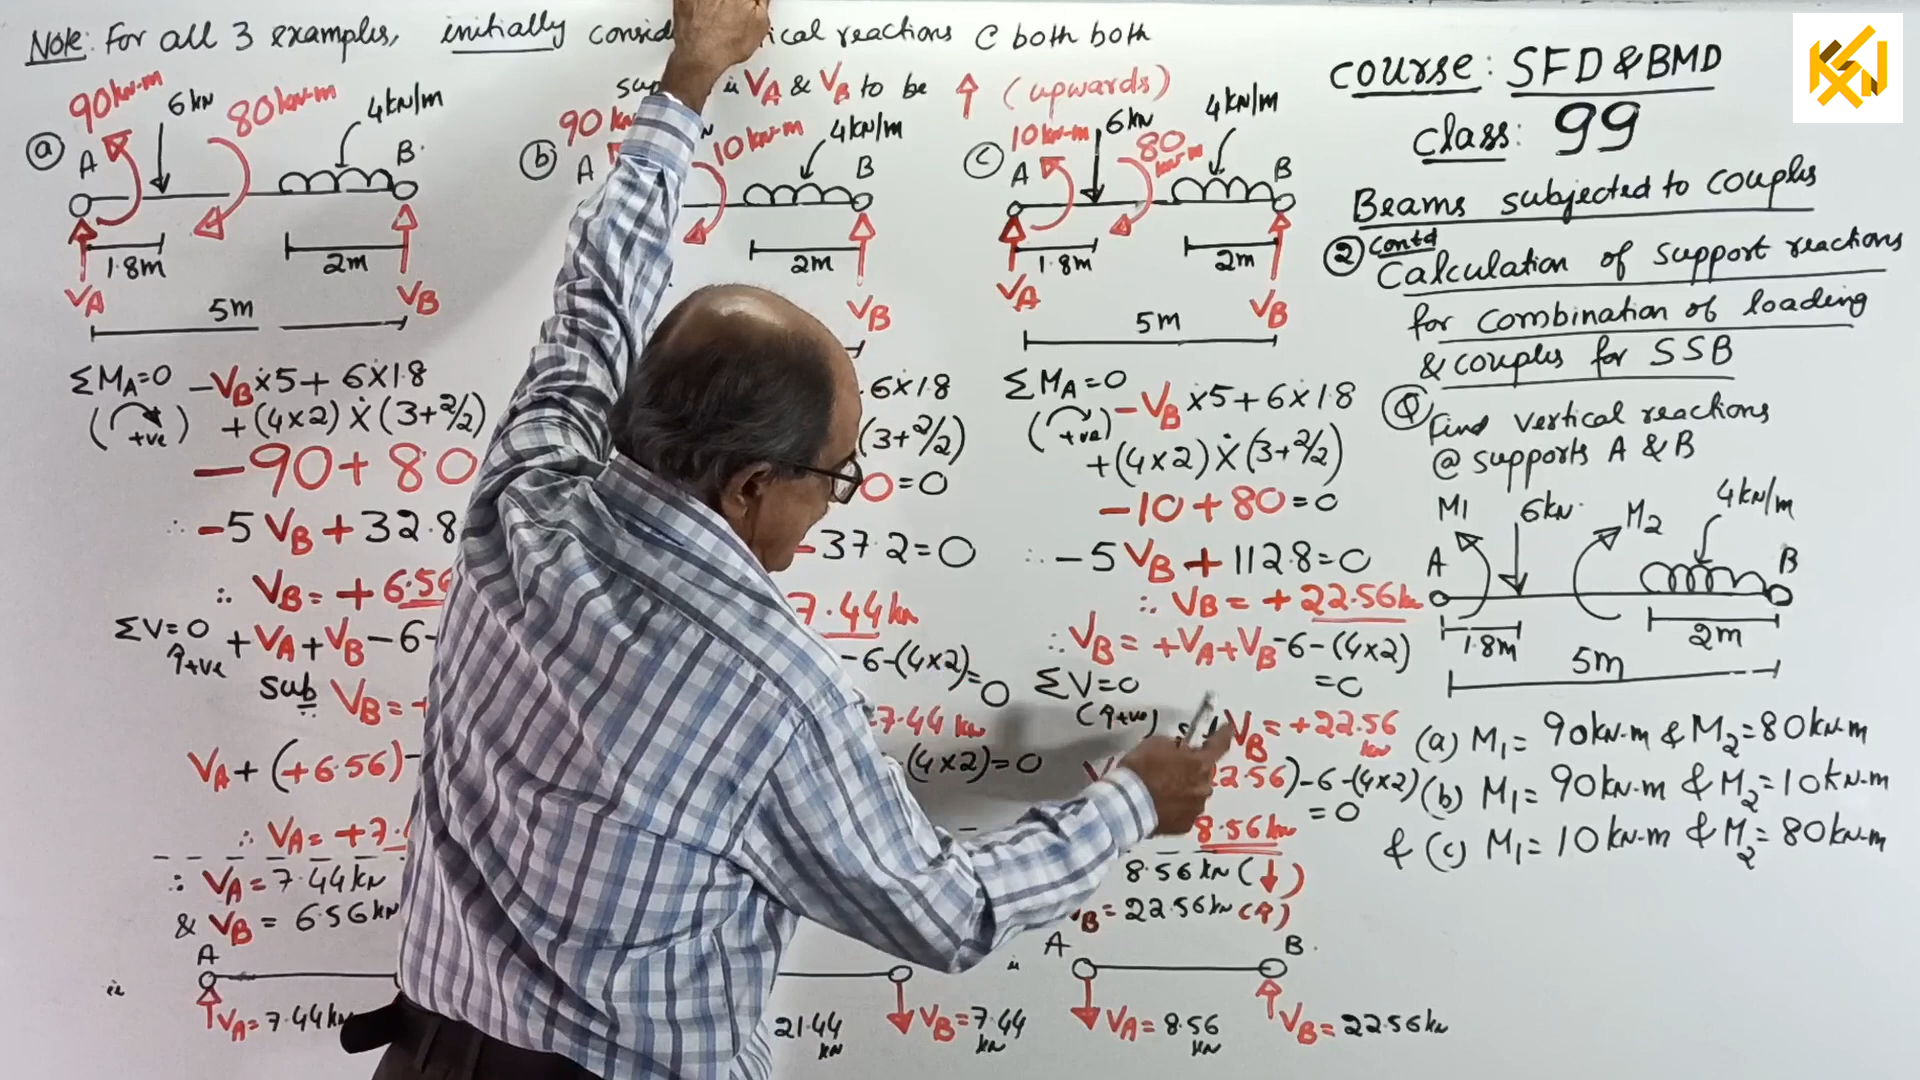 Note: For all 3 examples, initially consid ical reactions @ both both
sup is VA & VB to be ↑ (upwards)
Course: SFD & BMD
Class: 99
Beams subjected to couples
② Contd
Calculation of support reactions
for combination of loading
& couples for SSB
Q Find vertical reactions
@ supports A & B
M1 6kN M2 4kN/m
A B
1.8m 2m
5m
(a) M1 = 90kN-m & M2 = 80kN-m
(b) M1 = 90kN-m & M2 = 10kN-m
& (c) M1 = 10kN-m & M2 = 80kN-m
(a) 90kN-m 6kN 80kN-m 4kN/m
A B
1.8m 2m
VA VB
5m
ΣMA=0 -VB×5+6×1.8
(+ve) +(4×2)×(3+2/2)
-90+80
∴ -5VB+32.8
∴ VB=+6.56
ΣV=0 +VA+VB-6-
↑+ve
Sub VB=+
VA+(+6.56)-
∴ VA=+7.
∴ VA=7.44kN
& VB=6.56kN
A
ie
VA=7.44kN
(b) 90kN 10kN-m 4kN/m
A B
2m
VB
6×1.8
(3+2/2)
0=0
-37.2=0
7.44kN
-6-(4×2)=0
7.44kN
(4×2)=0
21.44kN VB=7.44kN
(c) 10kN-m 6kN 80kN-m 4kN/m
A B
1.8m 2m
VA VB
5m
ΣMA=0 -VB×5+6×1.8
(+ve) +(4×2)×(3+2/2)
-10+80=0
∴ -5VB+112.8=0
∴ VB=+22.56kN
∴ VB=+VA+VB-6-(4×2)=0
ΣV=0
(↑+ve) VB=+22.56kN
22.56)-6-(4×2)=0
8.56kN
8.56kN(↓)
VB=22.56kN(↑)
A B
ie
VA=8.56kN VB=22.56kN